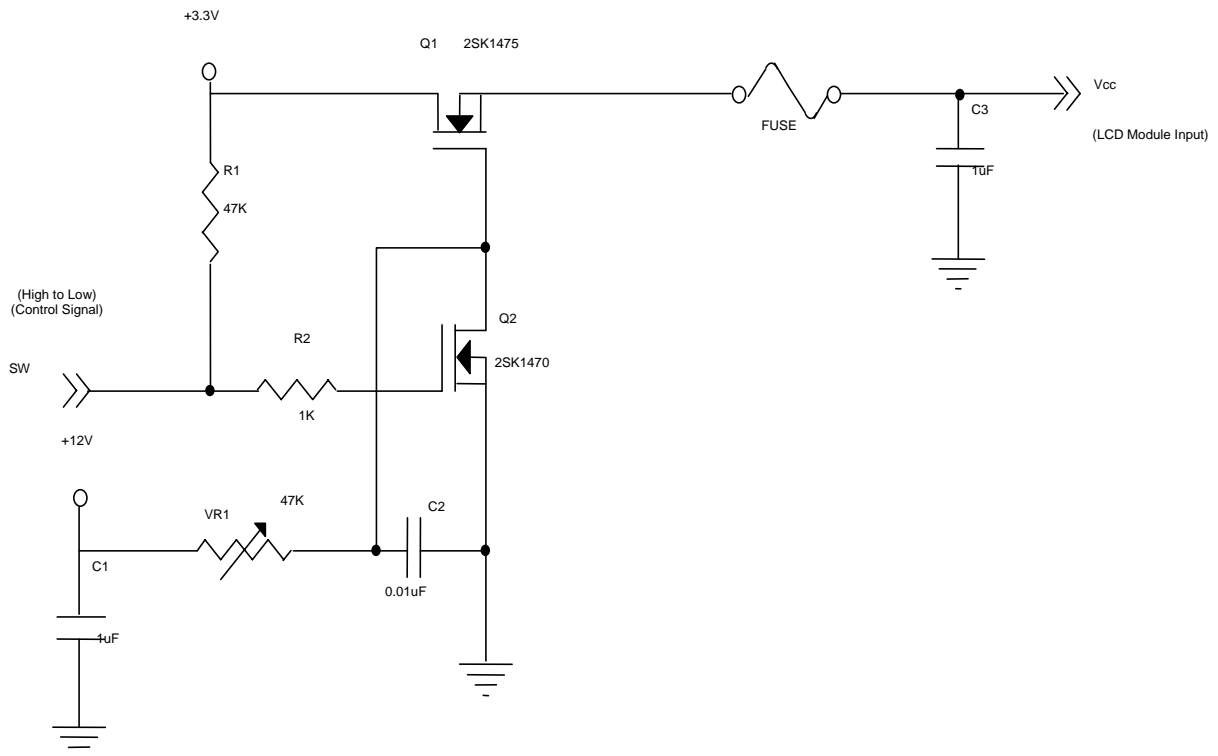 +3.3V
Q1 2SK1475
Vcc
C3
FUSE
(LCD Module Input)
R1
1uF
47K
(High to Low)
(Control Signal)
Q2
R2
2SK1470
SW
1K
+12V
47K
VR1
C2
C1
0.01uF
1uF